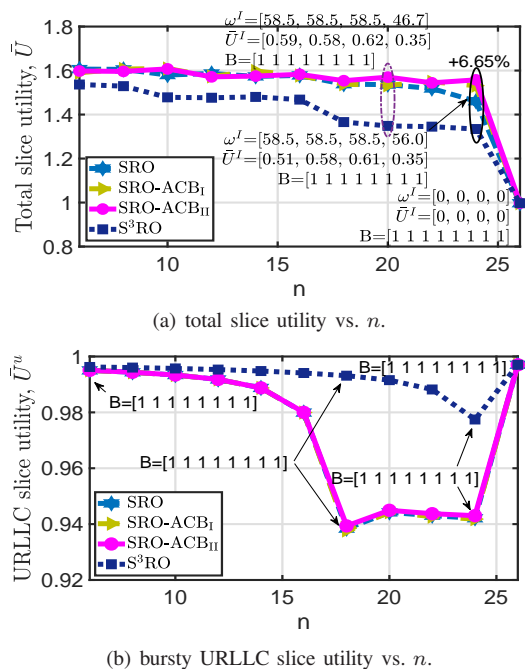 ω^I=[58.5, 58.5, 58.5, 46.7]
Ū^I=[0.59, 0.58, 0.62, 0.35]
B=[1 1 1 1 1 1 1 1]
+6.65%
Total slice utility, Ū
1.8
1.6
1.4
1.2
1
0.8
ω^I=[58.5, 58.5, 58.5, 56.0]
Ū^I=[0.51, 0.58, 0.61, 0.35]
B=[1 1 1 1 1 1 1 1]
ω^I=[0, 0, 0, 0]
Ū^I=[0, 0, 0, 0]
B=[1 1 1 1 1 1 1 1]
SRO
SRO-ACB_I
SRO-ACB_II
S³RO
10 15 20 25
n
(a) total slice utility vs. n.
URLLC slice utility, Ū^u
1
0.98
0.96
0.94
0.92
B=[1 1 1 1 1 1 1 1]
B=[1 1 1 1 1 1 1 1]
B=[1 1 1 1 1 1 1 1]
B=[1 1 1 1 1 1 1 1]
SRO
SRO-ACB_I
SRO-ACB_II
S³RO
10 15 20 25
n
(b) bursty URLLC slice utility vs. n.